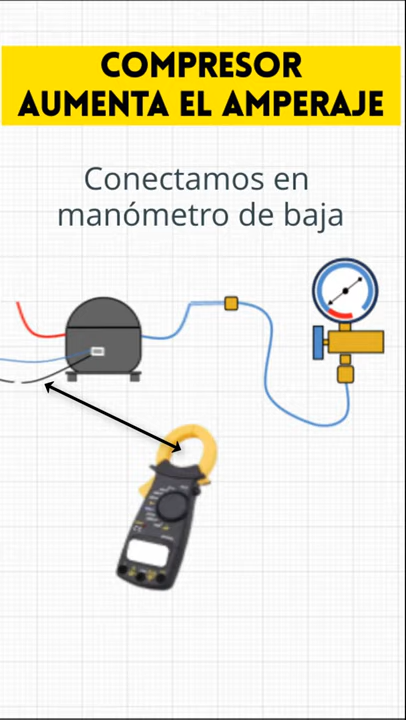 COMPRESOR
AUMENTA EL AMPERAJE
Conectamos en
manómetro de baja